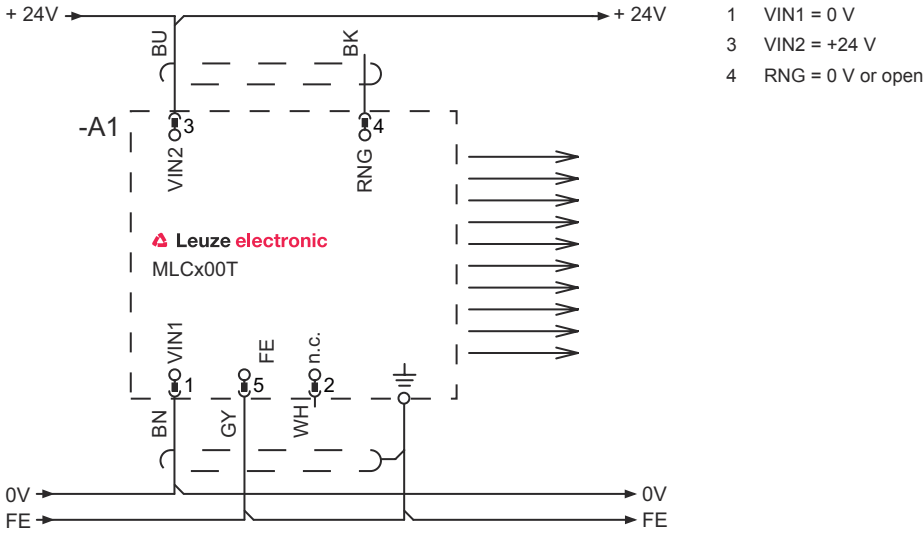 + 24V
+ 24V
BU
BK
-A1
3
4
VIN2
RNG
Leuze electronic
MLCx00T
VIN1
FE
n.c.
1
5
2
BN
GY
WH
0V
0V
FE
FE
1 VIN1 = 0 V
3 VIN2 = +24 V
4 RNG = 0 V or open